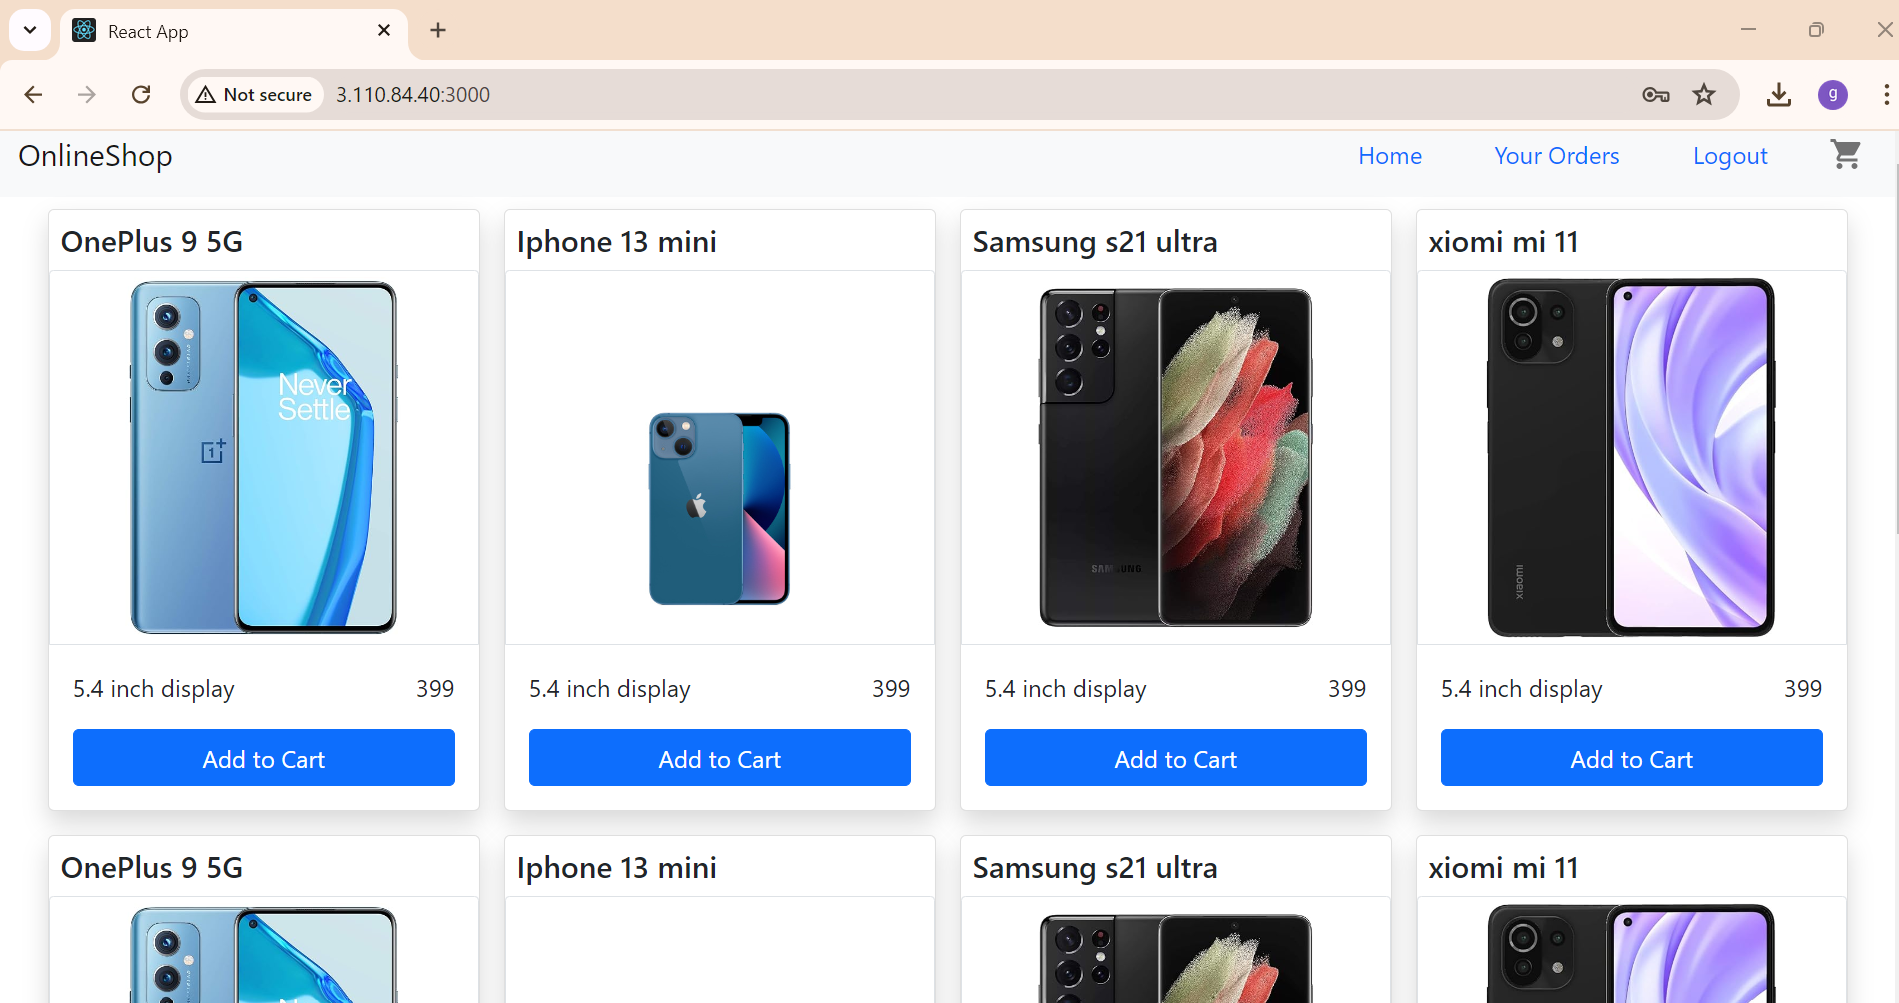 React App
Not secure 3.110.84.40:3000 g
OnlineShop Home Your Orders Logout
OnePlus 9 5G
Never
Settle
1+
5.4 inch display 399
Add to Cart
Iphone 13 mini
5.4 inch display 399
Add to Cart
Samsung s21 ultra
SAMSUNG
5.4 inch display 399
Add to Cart
xiomi mi 11
xiaomi
5.4 inch display 399
Add to Cart
OnePlus 9 5G
Iphone 13 mini
Samsung s21 ultra
xiomi mi 11